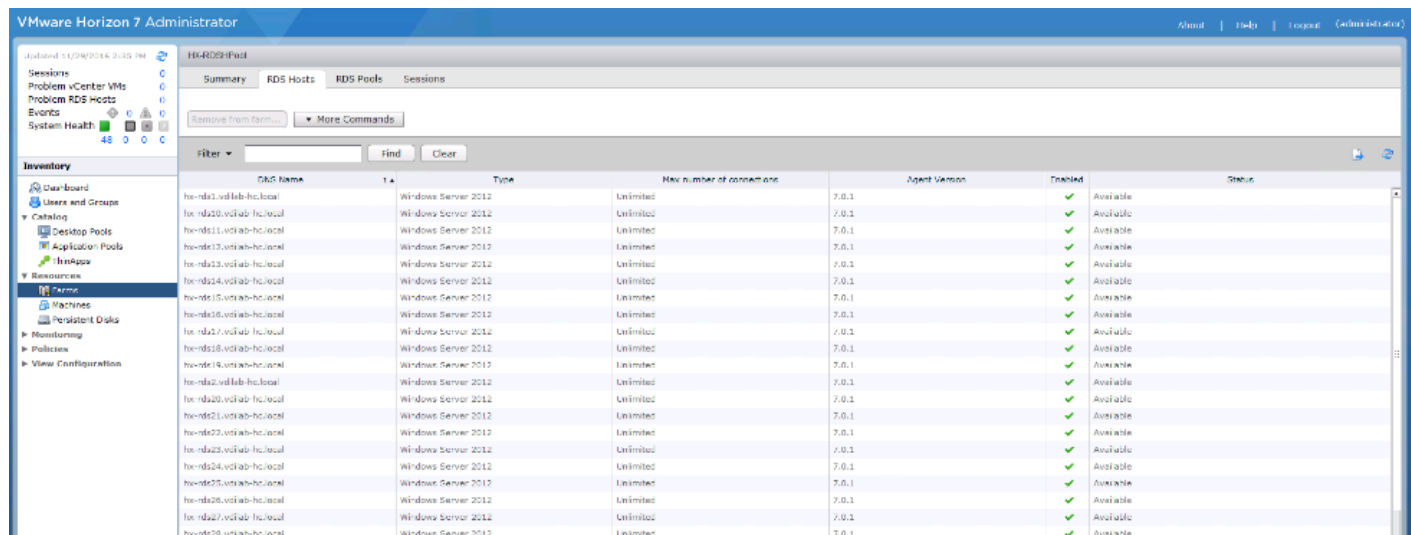 VMware Horizon 7 Administrator
About | Help | Logout (administrator)
Updated 11/29/2016 2:35 PM
Sessions 0
Problem vCenter VMs 0
Problem RDS Hosts 0
Events 0 0
System Health
48 0 0 0
Inventory
Dashboard
Users and Groups
Catalog
Desktop Pools
Application Pools
ThinApps
Resources
Farms
Machines
Persistent Disks
Monitoring
Policies
View Configuration
HX-RDSHPool
Summary RDS Hosts RDS Pools Sessions
Remove from farm... More Commands
Filter Find Clear
DNS Name 1 Type Max number of connections Agent Version Enabled Status
hx-rds1.vdilab-hc.local Windows Server 2012 Unlimited 7.0.1 Available
hx-rds10.vdilab-hc.local Windows Server 2012 Unlimited 7.0.1 Available
hx-rds11.vdilab-hc.local Windows Server 2012 Unlimited 7.0.1 Available
hx-rds12.vdilab-hc.local Windows Server 2012 Unlimited 7.0.1 Available
hx-rds13.vdilab-hc.local Windows Server 2012 Unlimited 7.0.1 Available
hx-rds14.vdilab-hc.local Windows Server 2012 Unlimited 7.0.1 Available
hx-rds15.vdilab-hc.local Windows Server 2012 Unlimited 7.0.1 Available
hx-rds16.vdilab-hc.local Windows Server 2012 Unlimited 7.0.1 Available
hx-rds17.vdilab-hc.local Windows Server 2012 Unlimited 7.0.1 Available
hx-rds18.vdilab-hc.local Windows Server 2012 Unlimited 7.0.1 Available
hx-rds19.vdilab-hc.local Windows Server 2012 Unlimited 7.0.1 Available
hx-rds2.vdilab-hc.local Windows Server 2012 Unlimited 7.0.1 Available
hx-rds20.vdilab-hc.local Windows Server 2012 Unlimited 7.0.1 Available
hx-rds21.vdilab-hc.local Windows Server 2012 Unlimited 7.0.1 Available
hx-rds22.vdilab-hc.local Windows Server 2012 Unlimited 7.0.1 Available
hx-rds23.vdilab-hc.local Windows Server 2012 Unlimited 7.0.1 Available
hx-rds24.vdilab-hc.local Windows Server 2012 Unlimited 7.0.1 Available
hx-rds25.vdilab-hc.local Windows Server 2012 Unlimited 7.0.1 Available
hx-rds26.vdilab-hc.local Windows Server 2012 Unlimited 7.0.1 Available
hx-rds27.vdilab-hc.local Windows Server 2012 Unlimited 7.0.1 Available
hx-rds28.vdilab-hc.local Windows Server 2012 Unlimited 7.0.1 Available